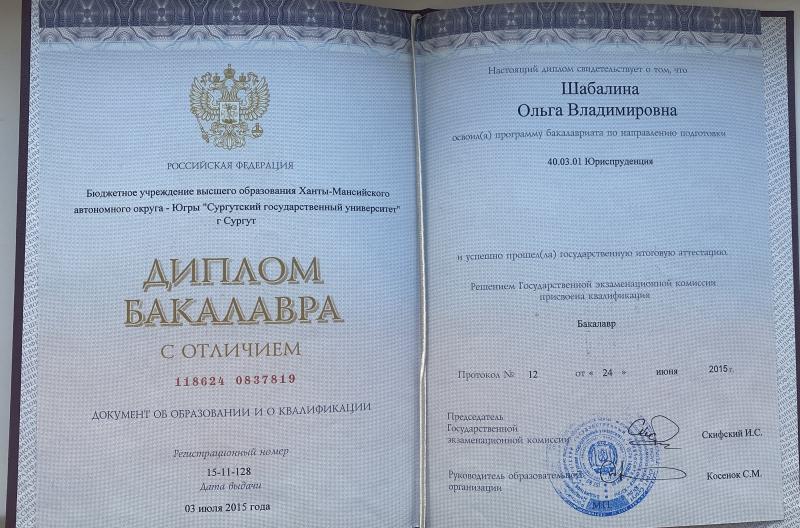 РОССИЙСКАЯ ФЕДЕРАЦИЯ
Бюджетное учреждение высшего образования Ханты-Мансийского
автономного округа - Югры "Сургутский государственный университет"
г Сургут
ДИПЛОМ
БАКАЛАВРА
С ОТЛИЧИЕМ
118624 0837819
ДОКУМЕНТ ОБ ОБРАЗОВАНИИ И О КВАЛИФИКАЦИИ
Регистрационный номер
15-11-128
Дата выдачи
03 июля 2015 года
Настоящий диплом свидетельствует о том, что
Шабалина
Ольга Владимировна
освоил(а) программу бакалавриата по направлению подготовки
40.03.01 Юриспруденция
и успешно прошел(ла) государственную итоговую аттестацию.
Решением Государственной экзаменационной комиссии
присвоена квалификация
Бакалавр
Протокол № 12 от « 24 » июня 2015 г.
Председатель
Государственной
экзаменационной комиссии Скифский И.С.
Руководитель образовательной
организации Косенок С.М.
М.П.